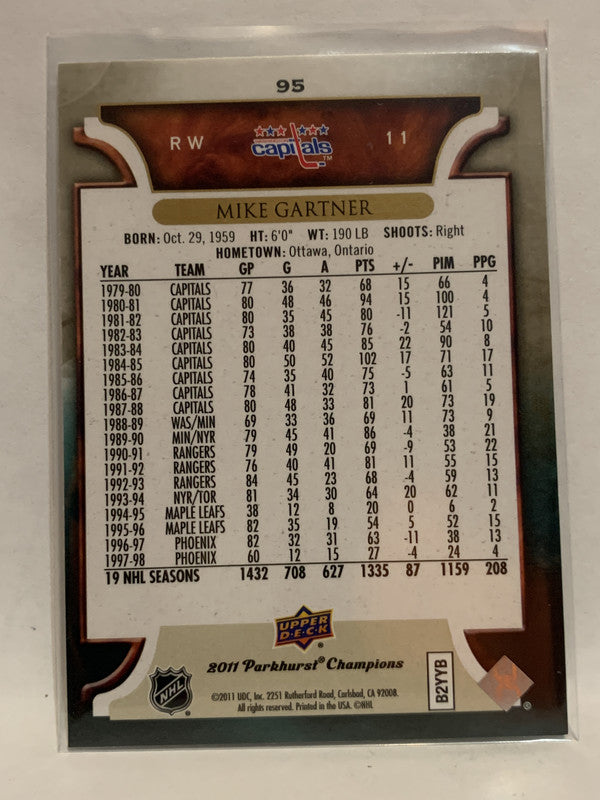 95
RW capitals™ 11
MIKE GARTNER
BORN: Oct. 29, 1959 HT: 6'0" WT: 190 LB SHOOTS: Right
HOMETOWN: Ottawa, Ontario
YEAR TEAM GP G A PTS +/- PIM PPG
1979-80 CAPITALS 77 36 32 68 15 66 4
1980-81 CAPITALS 80 48 46 94 15 100 4
1981-82 CAPITALS 80 35 45 80 -11 121 5
1982-83 CAPITALS 73 38 38 76 -2 54 10
1983-84 CAPITALS 80 40 45 85 22 90 8
1984-85 CAPITALS 80 50 52 102 17 71 17
1985-86 CAPITALS 74 35 40 75 -5 63 11
1986-87 CAPITALS 78 41 32 73 1 61 5
1987-88 CAPITALS 80 48 33 81 20 73 19
1988-89 WAS/MIN 69 33 36 69 11 73 9
1989-90 MIN/NYR 79 45 41 86 -4 38 21
1990-91 RANGERS 79 49 20 69 -9 53 22
1991-92 RANGERS 76 40 41 81 11 55 15
1992-93 RANGERS 84 45 23 68 -4 59 13
1993-94 NYR/TOR 81 34 30 64 20 62 11
1994-95 MAPLE LEAFS 38 12 8 20 0 6 2
1995-96 MAPLE LEAFS 82 35 19 54 5 52 15
1996-97 PHOENIX 82 32 31 63 -11 38 13
1997-98 PHOENIX 60 12 15 27 -4 24 4
19 NHL SEASONS 1432 708 627 1335 87 1159 208
UPPER
D·E·C·K®
2011 Parkhurst® Champions
NHL
©2011 UDC, Inc. 2251 Rutherford Road, Carlsbad, CA 92008.
All rights reserved. Printed in the USA. ©NHL
B2YYB
®